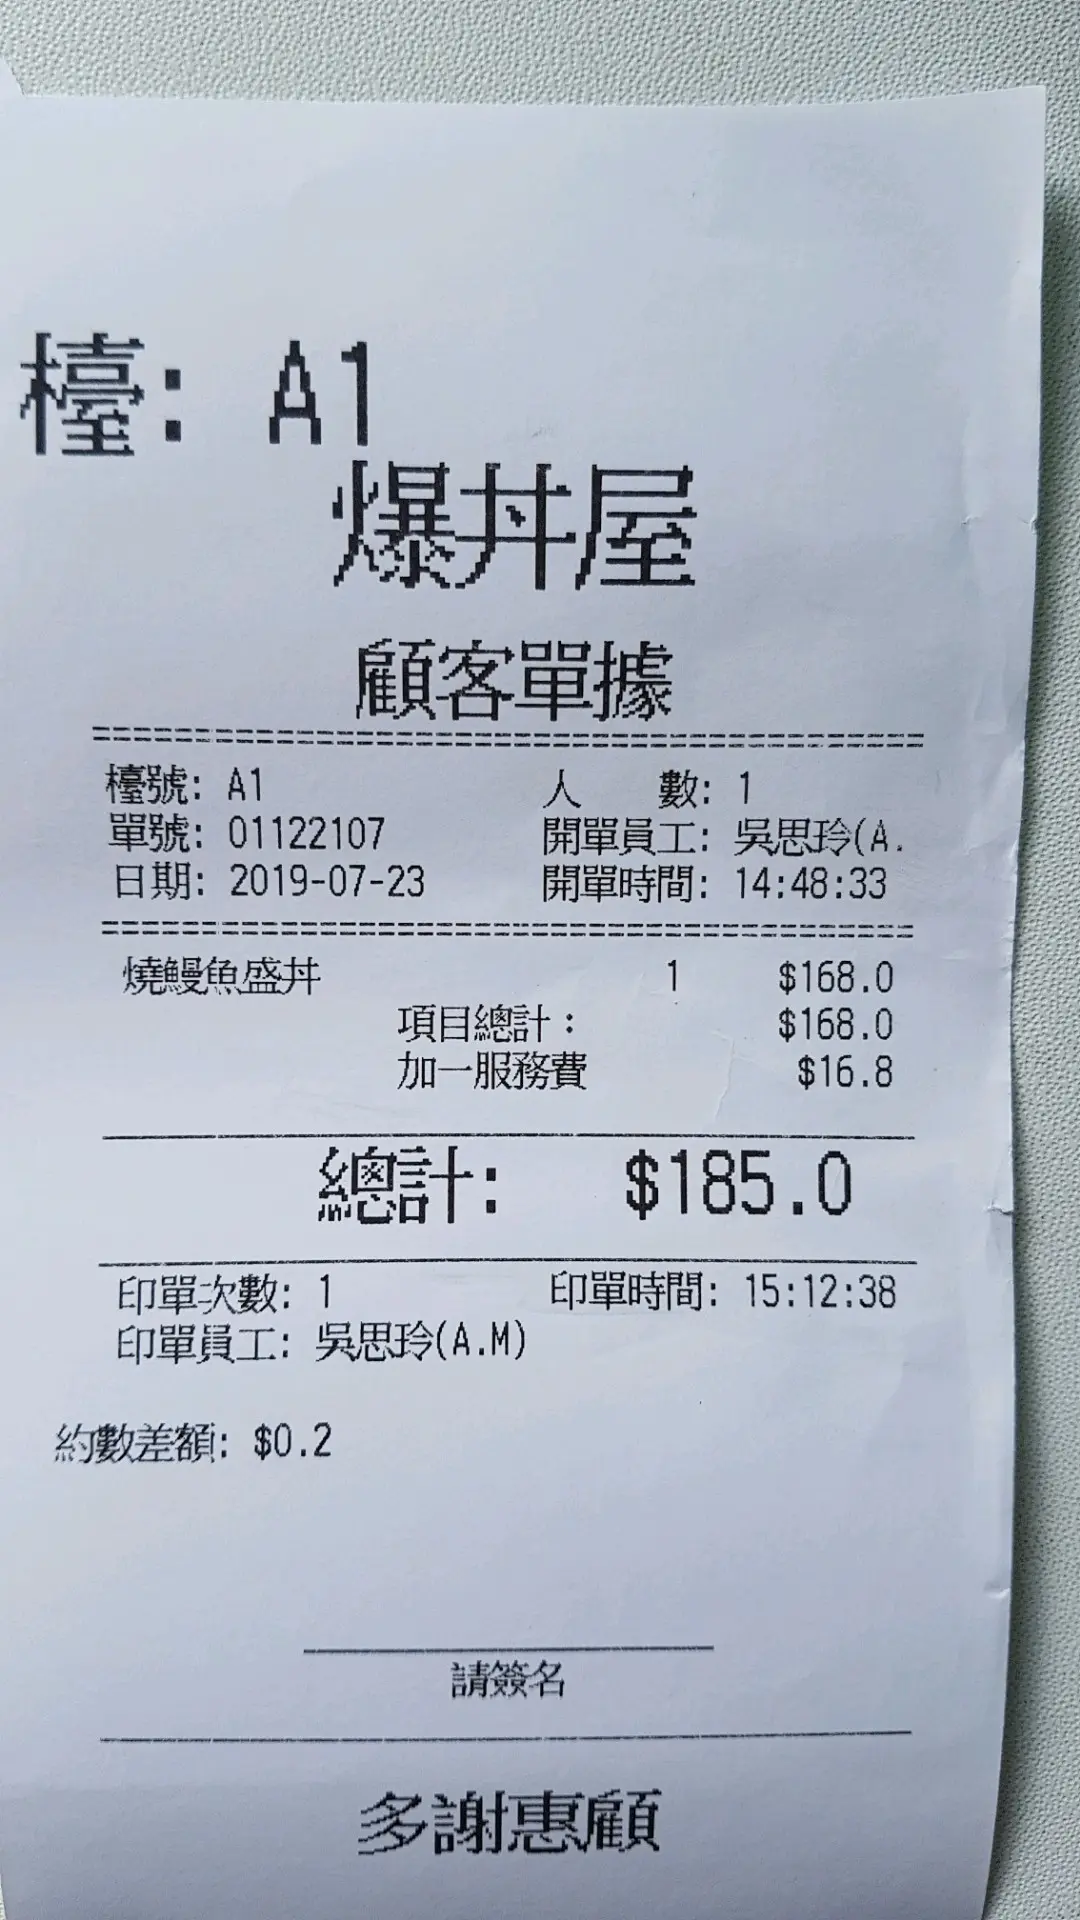 檯: A1
爆丼屋
顧客單據
========================================
檯號: A1 人 數: 1
單號: 01122107 開單員工: 吳思玲(A.
日期: 2019-07-23 開單時間: 14:48:33
========================================
燒鰻魚盛丼 1 $168.0
項目總計： $168.0
加一服務費 $16.8
總計: $185.0
印單次數: 1 印單時間: 15:12:38
印單員工: 吳思玲(A.M)
約數差額: $0.2
請簽名
多謝惠顧